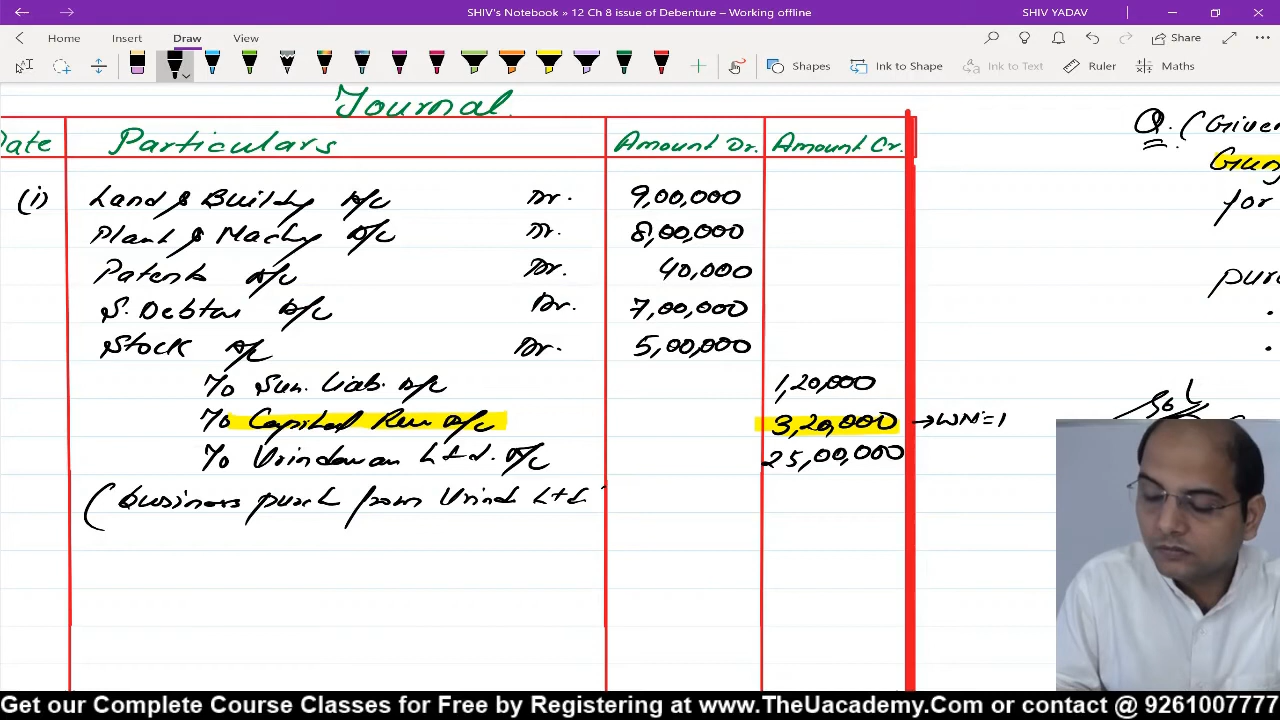 SHIV's Notebook » 12 Ch 8 issue of Debenture – Working offline
SHIV YADAV
Home Insert Draw View
Share
Shapes
Ink to Shape
Ink to Text
Ruler
Maths
Journal
Date Particulars Amount Dr. Amount Cr.
(i) Land & Building A/c Dr. 9,00,000
Plant & Machy A/c Dr. 8,00,000
Patents A/c Dr. 40,000
S. Debtors A/c Dr. 7,00,000
Stock A/c Dr. 5,00,000
To Sun. Liab. A/c 1,20,000
To Capital Res A/c 3,20,000 →WN=1
To Vrindavan Ltd. A/c 25,00,000
(business purch from Vrind Ltd
Q. (Given
for
Sol
Get our Complete Course Classes for Free by Registering at www.TheUacademy.Com or contact @ 9261007777